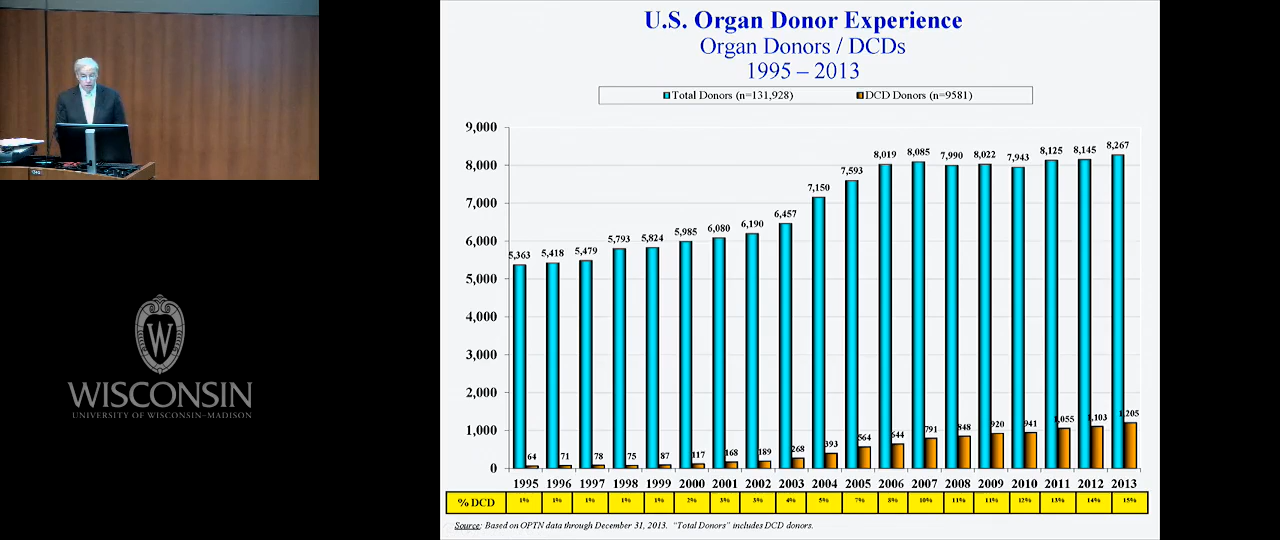 U.S. Organ Donor Experience
Organ Donors / DCDs
1995 – 2013
Total Donors (n=131,928) DCD Donors (n=9581)
9,000
8,000
7,000
6,000
5,000
4,000
3,000
2,000
1,000
0
5,363 5,418 5,479 5,793 5,824 5,985 6,080 6,190 6,457 7,150 7,593 8,019 8,085 7,990 8,022 7,943 8,125 8,145 8,267
64 71 78 75 87 117 168 189 268 393 564 644 791 848 920 941 1,055 1,103 1,205
1995 1996 1997 1998 1999 2000 2001 2002 2003 2004 2005 2006 2007 2008 2009 2010 2011 2012 2013
% DCD 1% 1% 1% 1% 1% 2% 3% 3% 4% 5% 7% 8% 10% 11% 11% 12% 13% 14% 15%
Source: Based on OPTN data through December 31, 2013. "Total Donors" includes DCD donors.
W
WISCONSIN
UNIVERSITY OF WISCONSIN–MADISON